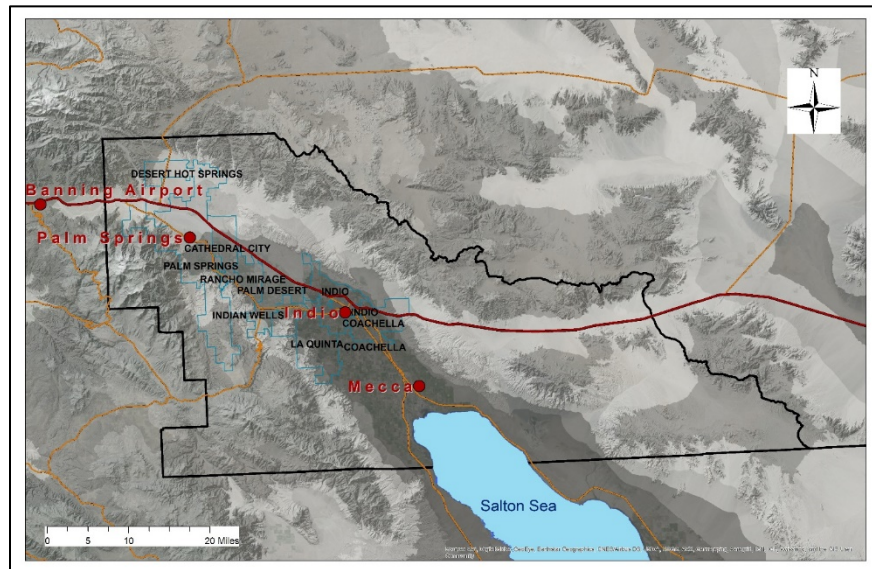 N
DESERT HOT SPRINGS
Banning Airport
Palm Springs
CATHEDRAL CITY
PALM SPRINGS
RANCHO MIRAGE
PALM DESERT
INDIO
INDIAN WELLS
Indio
INDIO
COACHELLA
LA QUINTA
COACHELLA
Mecca
Salton Sea
0 5 10 20 Miles